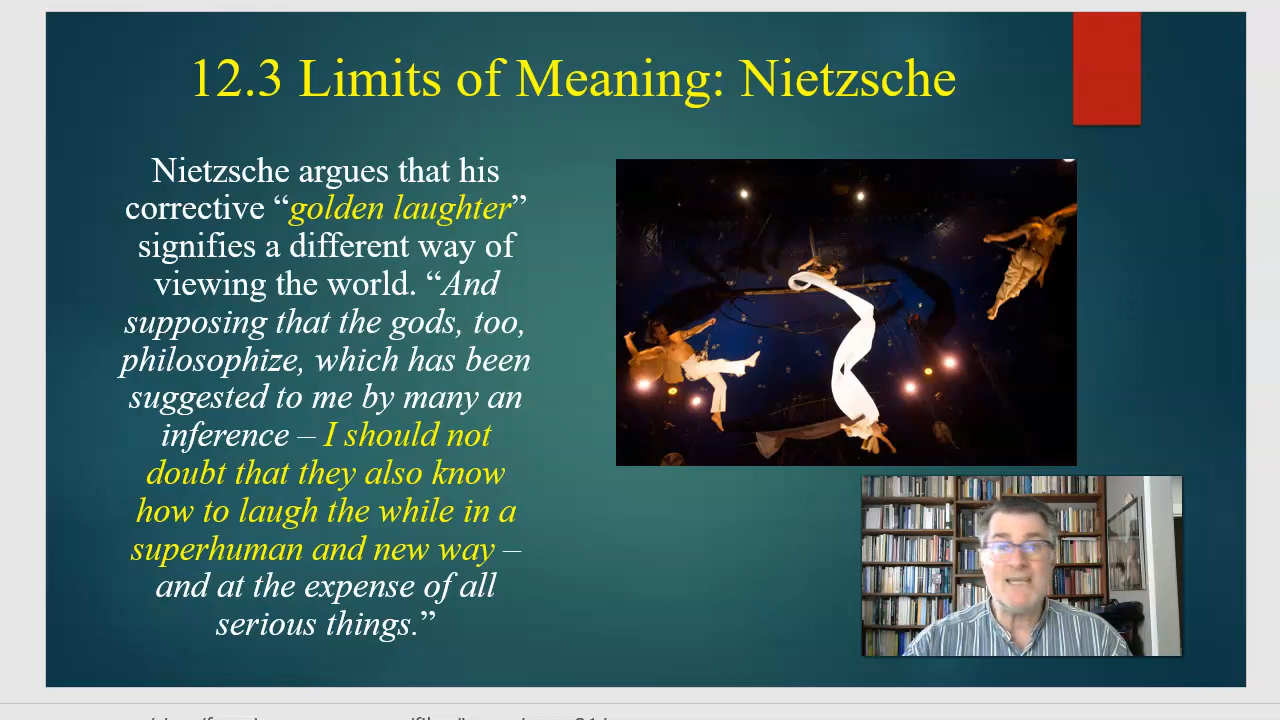 12.3 Limits of Meaning: Nietzsche
Nietzsche argues that his
corrective “golden laughter”
signifies a different way of
viewing the world. “And
supposing that the gods, too,
philosophize, which has been
suggested to me by many an
inference – I should not
doubt that they also know
how to laugh the while in a
superhuman and new way –
and at the expense of all
serious things.”